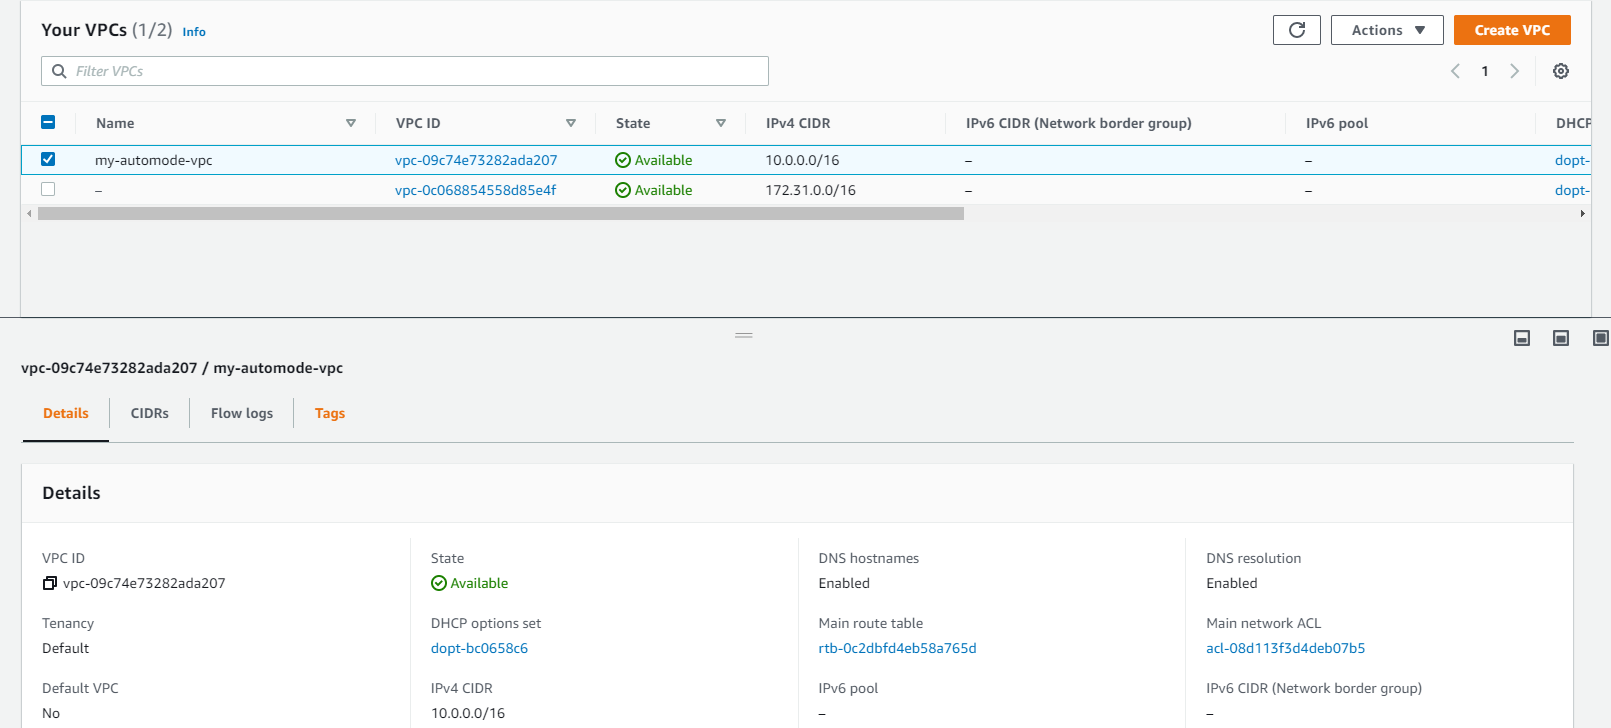 Your VPCs (1/2) Info
Actions
Create VPC
Filter VPCs
1
Name VPC ID State IPv4 CIDR IPv6 CIDR (Network border group) IPv6 pool DHCP
my-automode-vpc vpc-09c74e73282ada207 Available 10.0.0.0/16 – – dopt-
– vpc-0c068854558d85e4f Available 172.31.0.0/16 – – dopt-
vpc-09c74e73282ada207 / my-automode-vpc
Details CIDRs Flow logs Tags
Details
VPC ID State DNS hostnames DNS resolution
vpc-09c74e73282ada207 Available Enabled Enabled
Tenancy DHCP options set Main route table Main network ACL
Default dopt-bc0658c6 rtb-0c2dbfd4eb58a765d acl-08d113f3d4deb07b5
Default VPC IPv4 CIDR IPv6 pool IPv6 CIDR (Network border group)
No 10.0.0.0/16 – –